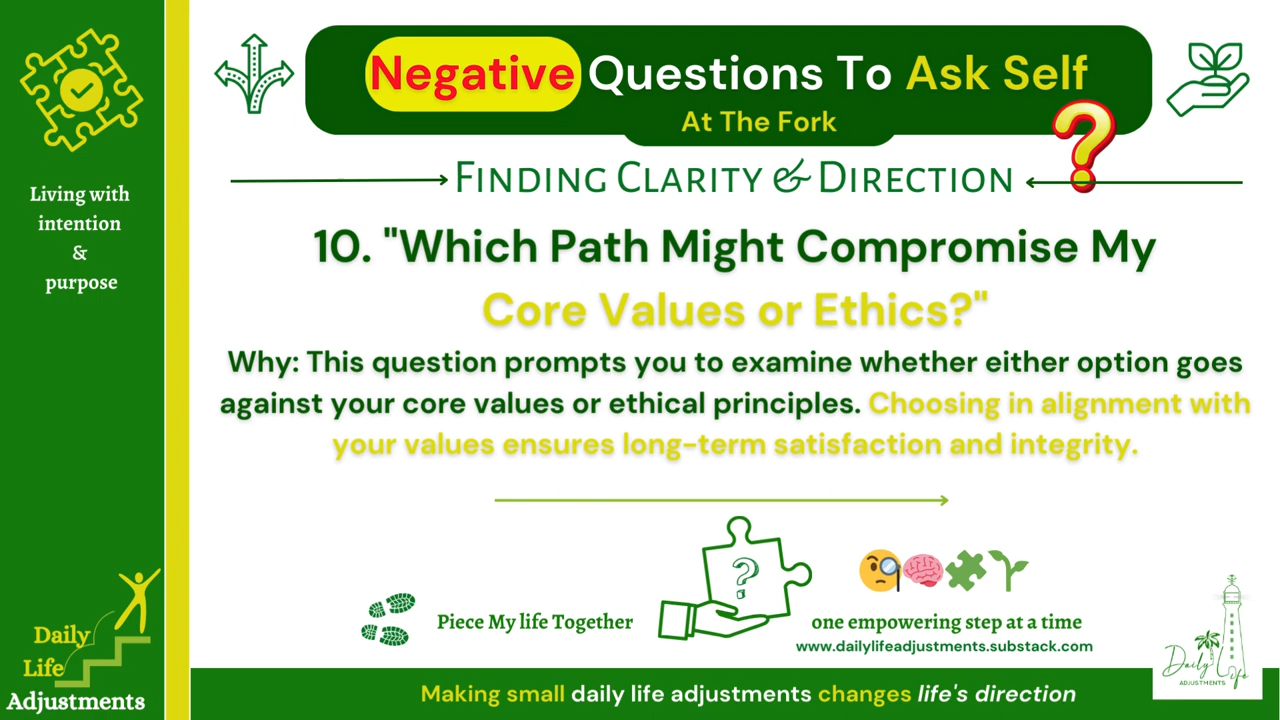 Living with
intention
&
purpose
Negative Questions To Ask Self
At The Fork
?
FINDING CLARITY & DIRECTION
10. "Which Path Might Compromise My
Core Values or Ethics?"
Why: This question prompts you to examine whether either option goes
against your core values or ethical principles. Choosing in alignment with
your values ensures long-term satisfaction and integrity.
?
Piece My life Together
one empowering step at a time
www.dailylifeadjustments.substack.com
Daily
Life
Adjustments
Making small daily life adjustments changes life's direction
Daily Life
ADJUSTMENTS